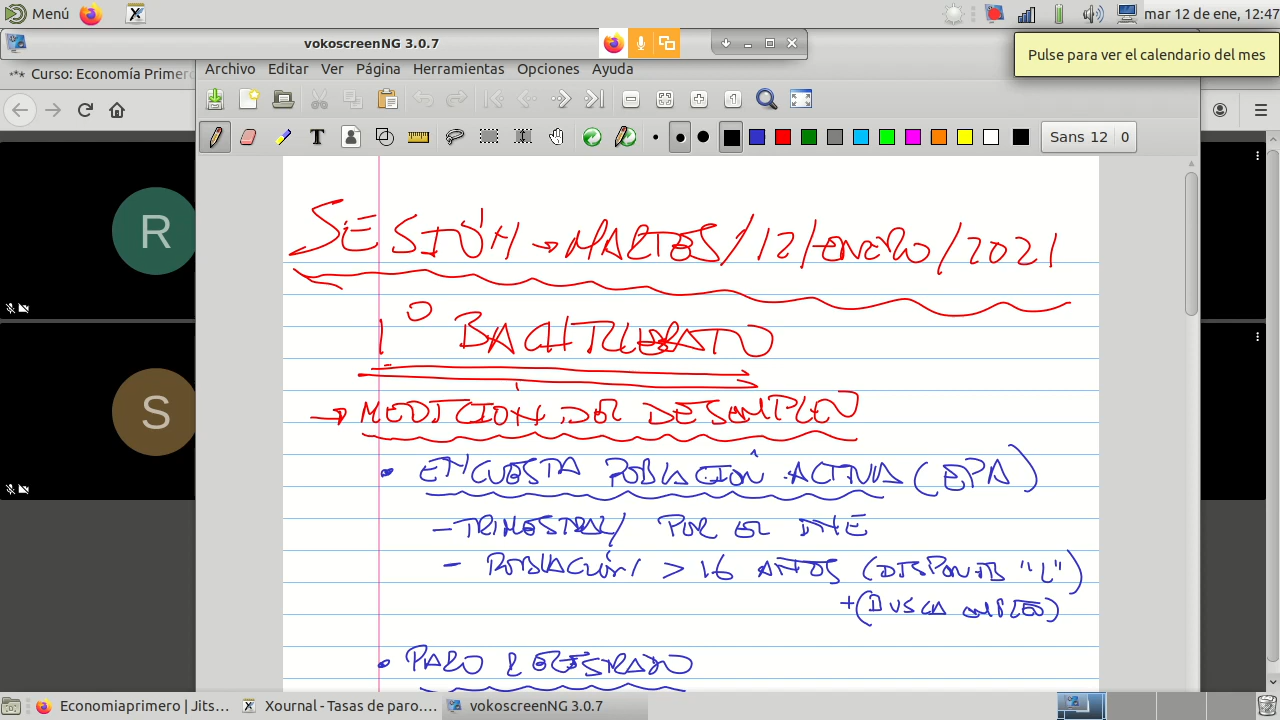 Menú
mar 12 de ene, 12:47
vokoscreenNG 3.0.7
Pulse para ver el calendario del mes
Curso: Economía Primero
Archivo Editar Ver Página Herramientas Opciones Ayuda
Sans 12 0
R
S
SESIÓN → MARTES/12/ENERO/2021
1º BACHILLERATO
→ MEDICIÓN DEL DESEMPLEO
• ENCUESTA POBLACIÓN ACTIVA (EPA)
- TRIMESTRAL/ POR EL INE
- POBLACIÓN/ > 16 AÑOS (DISPONIB "L")
+(BUSCA EMPLEO)
• PARO REGISTRADO
Economiaprimero | Jits...
Xournal - Tasas de paro....
vokoscreenNG 3.0.7